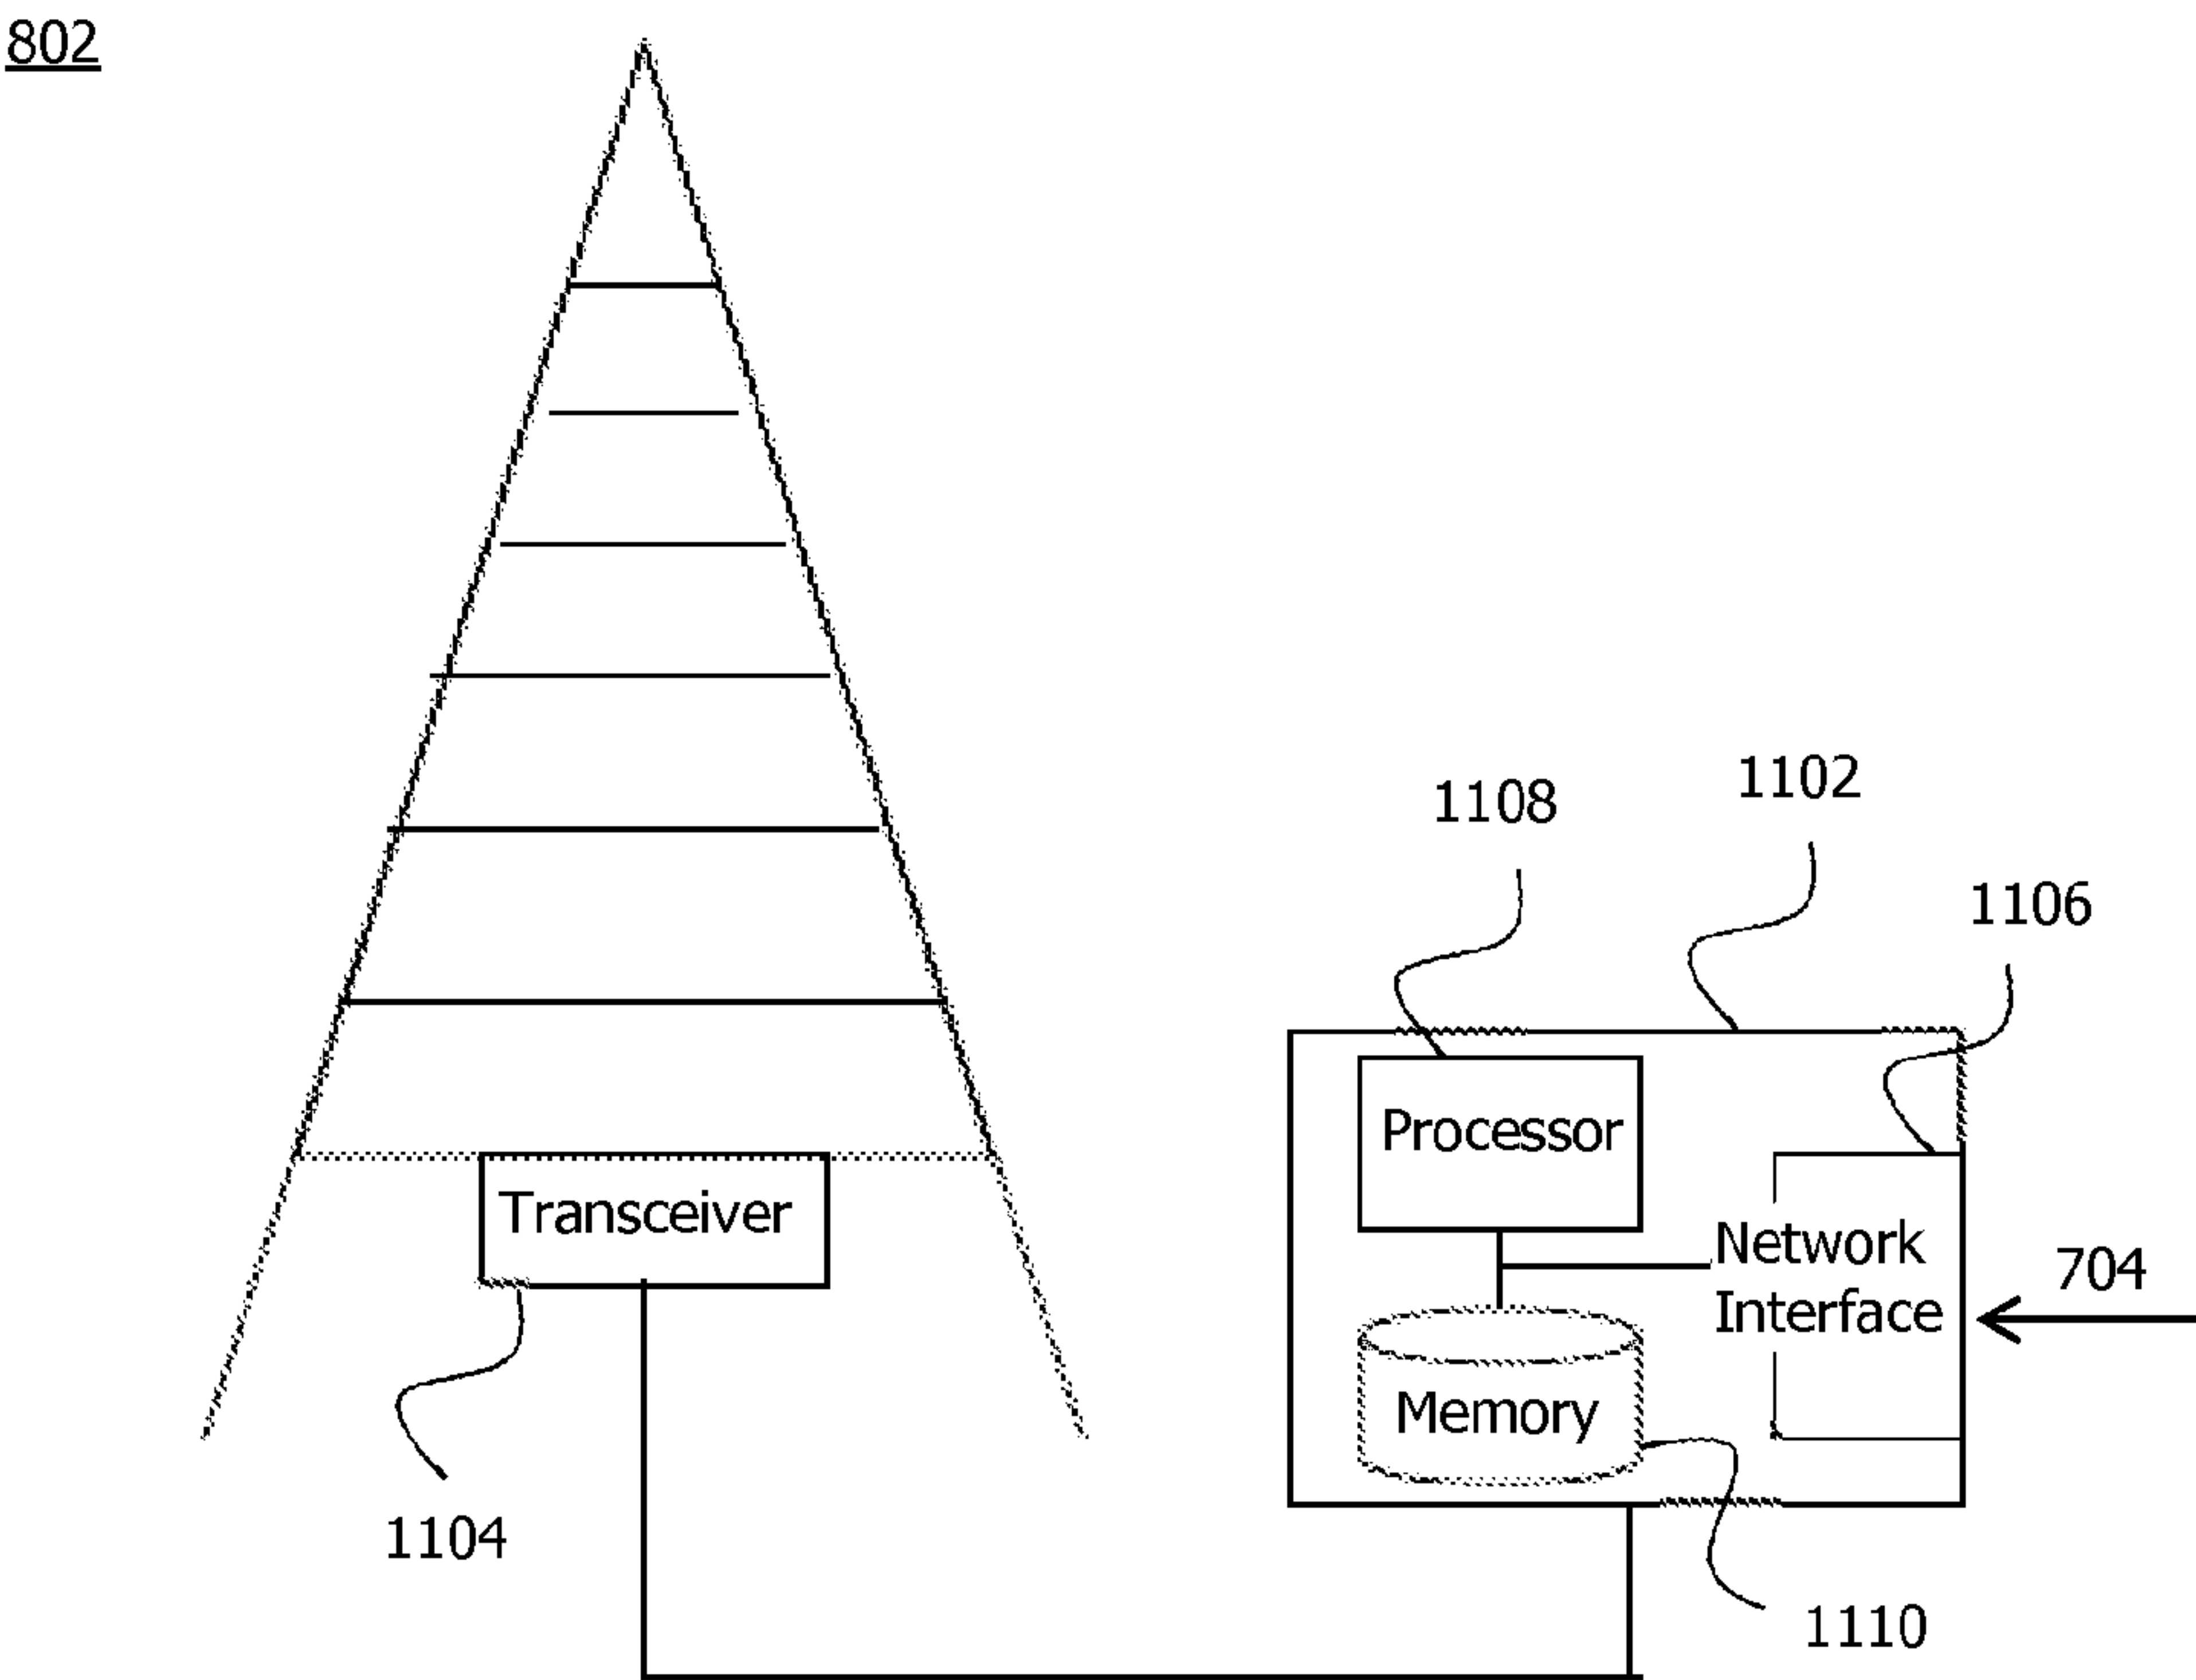 802
1108
1102
1106
Processor
Transceiver
Network
Interface
704
Memory
1104
1110